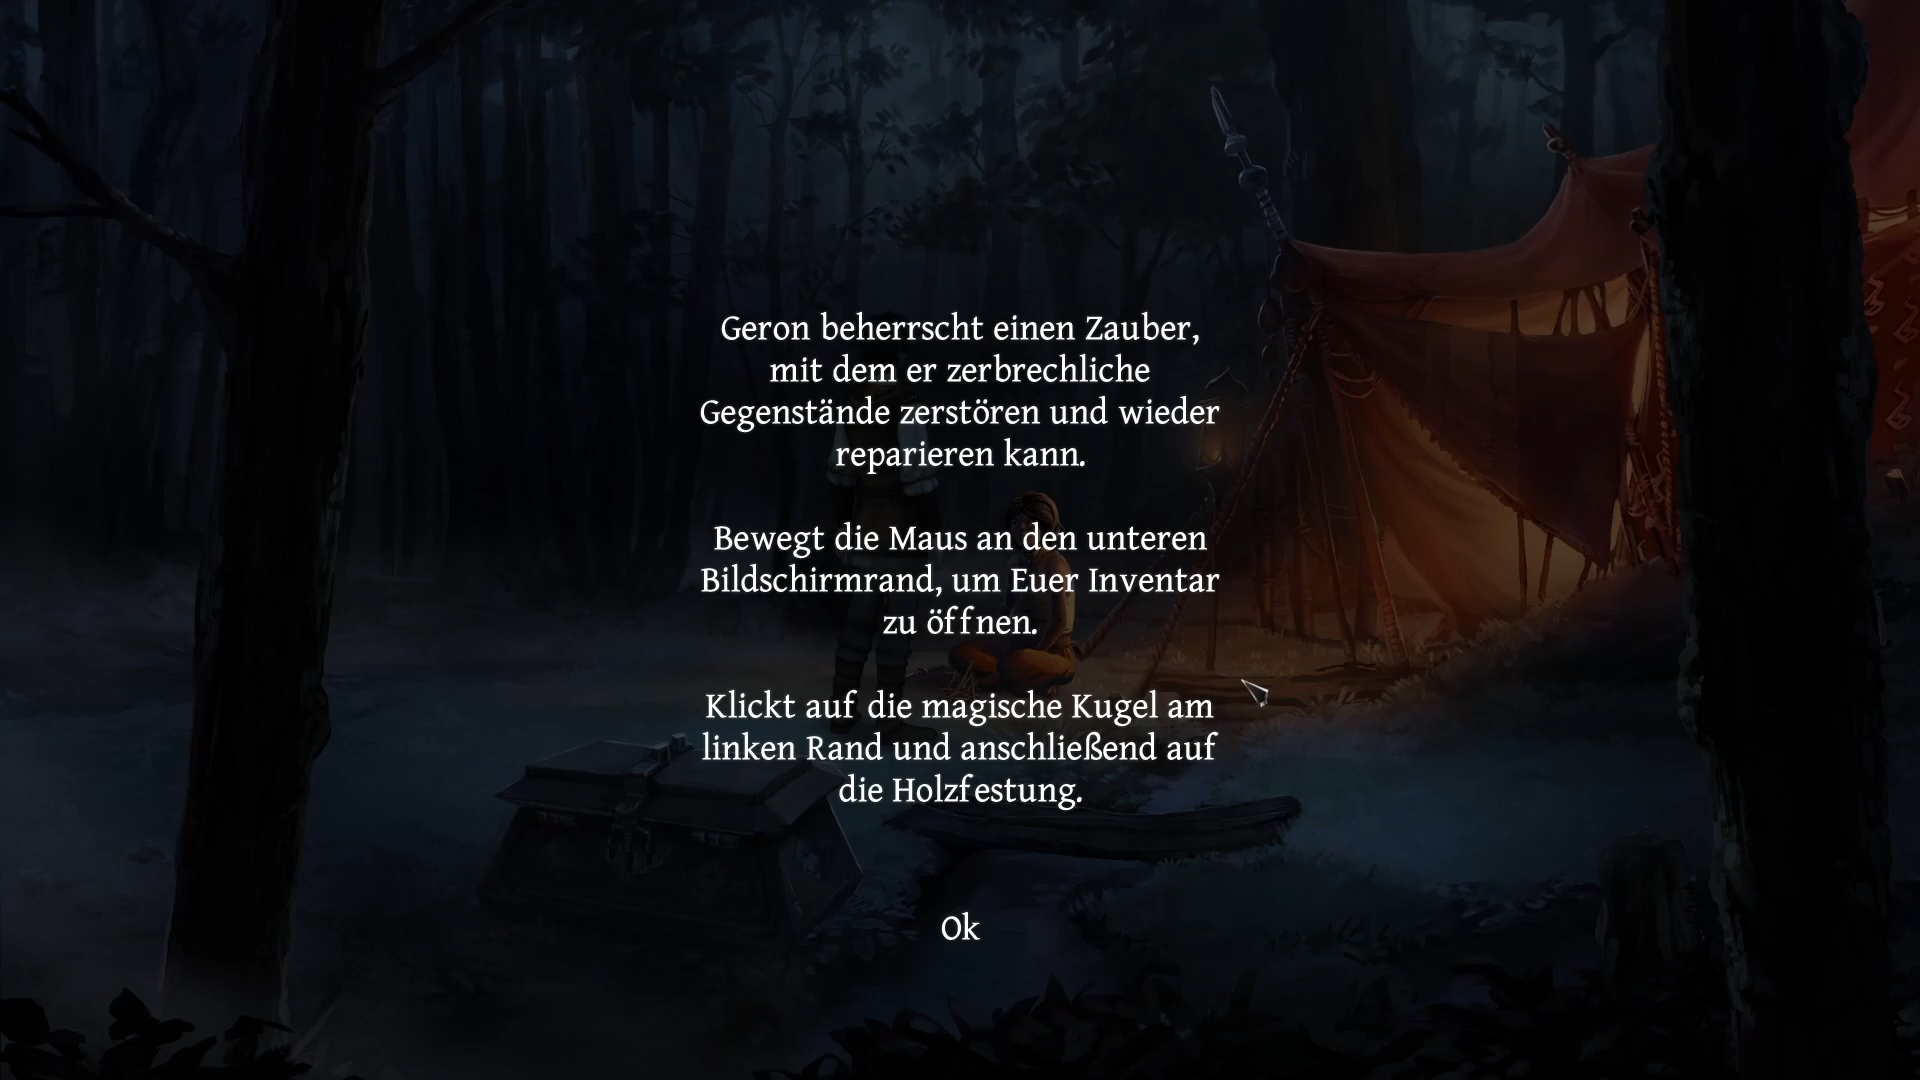 Geron beherrscht einen Zauber,
mit dem er zerbrechliche
Gegenstände zerstören und wieder
reparieren kann.
Bewegt die Maus an den unteren
Bildschirmrand, um Euer Inventar
zu öffnen.
Klickt auf die magische Kugel am
linken Rand und anschließend auf
die Holzfestung.
Ok